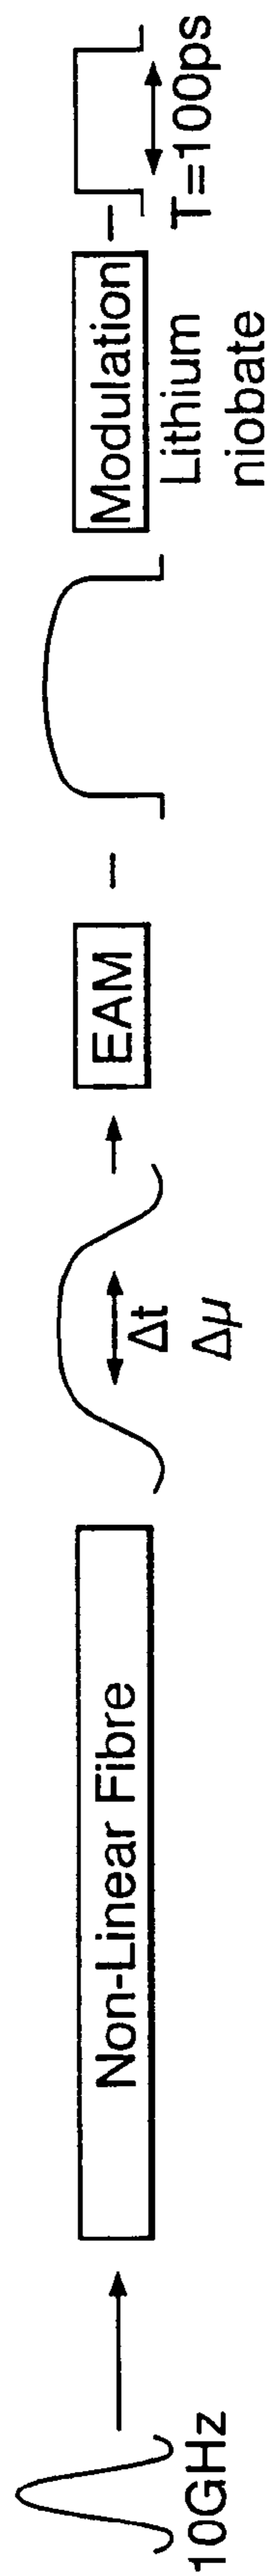 10GHz
Non-Linear Fibre
Δt
Δμ
EAM
Modulation
Lithium
niobate
T=100ps